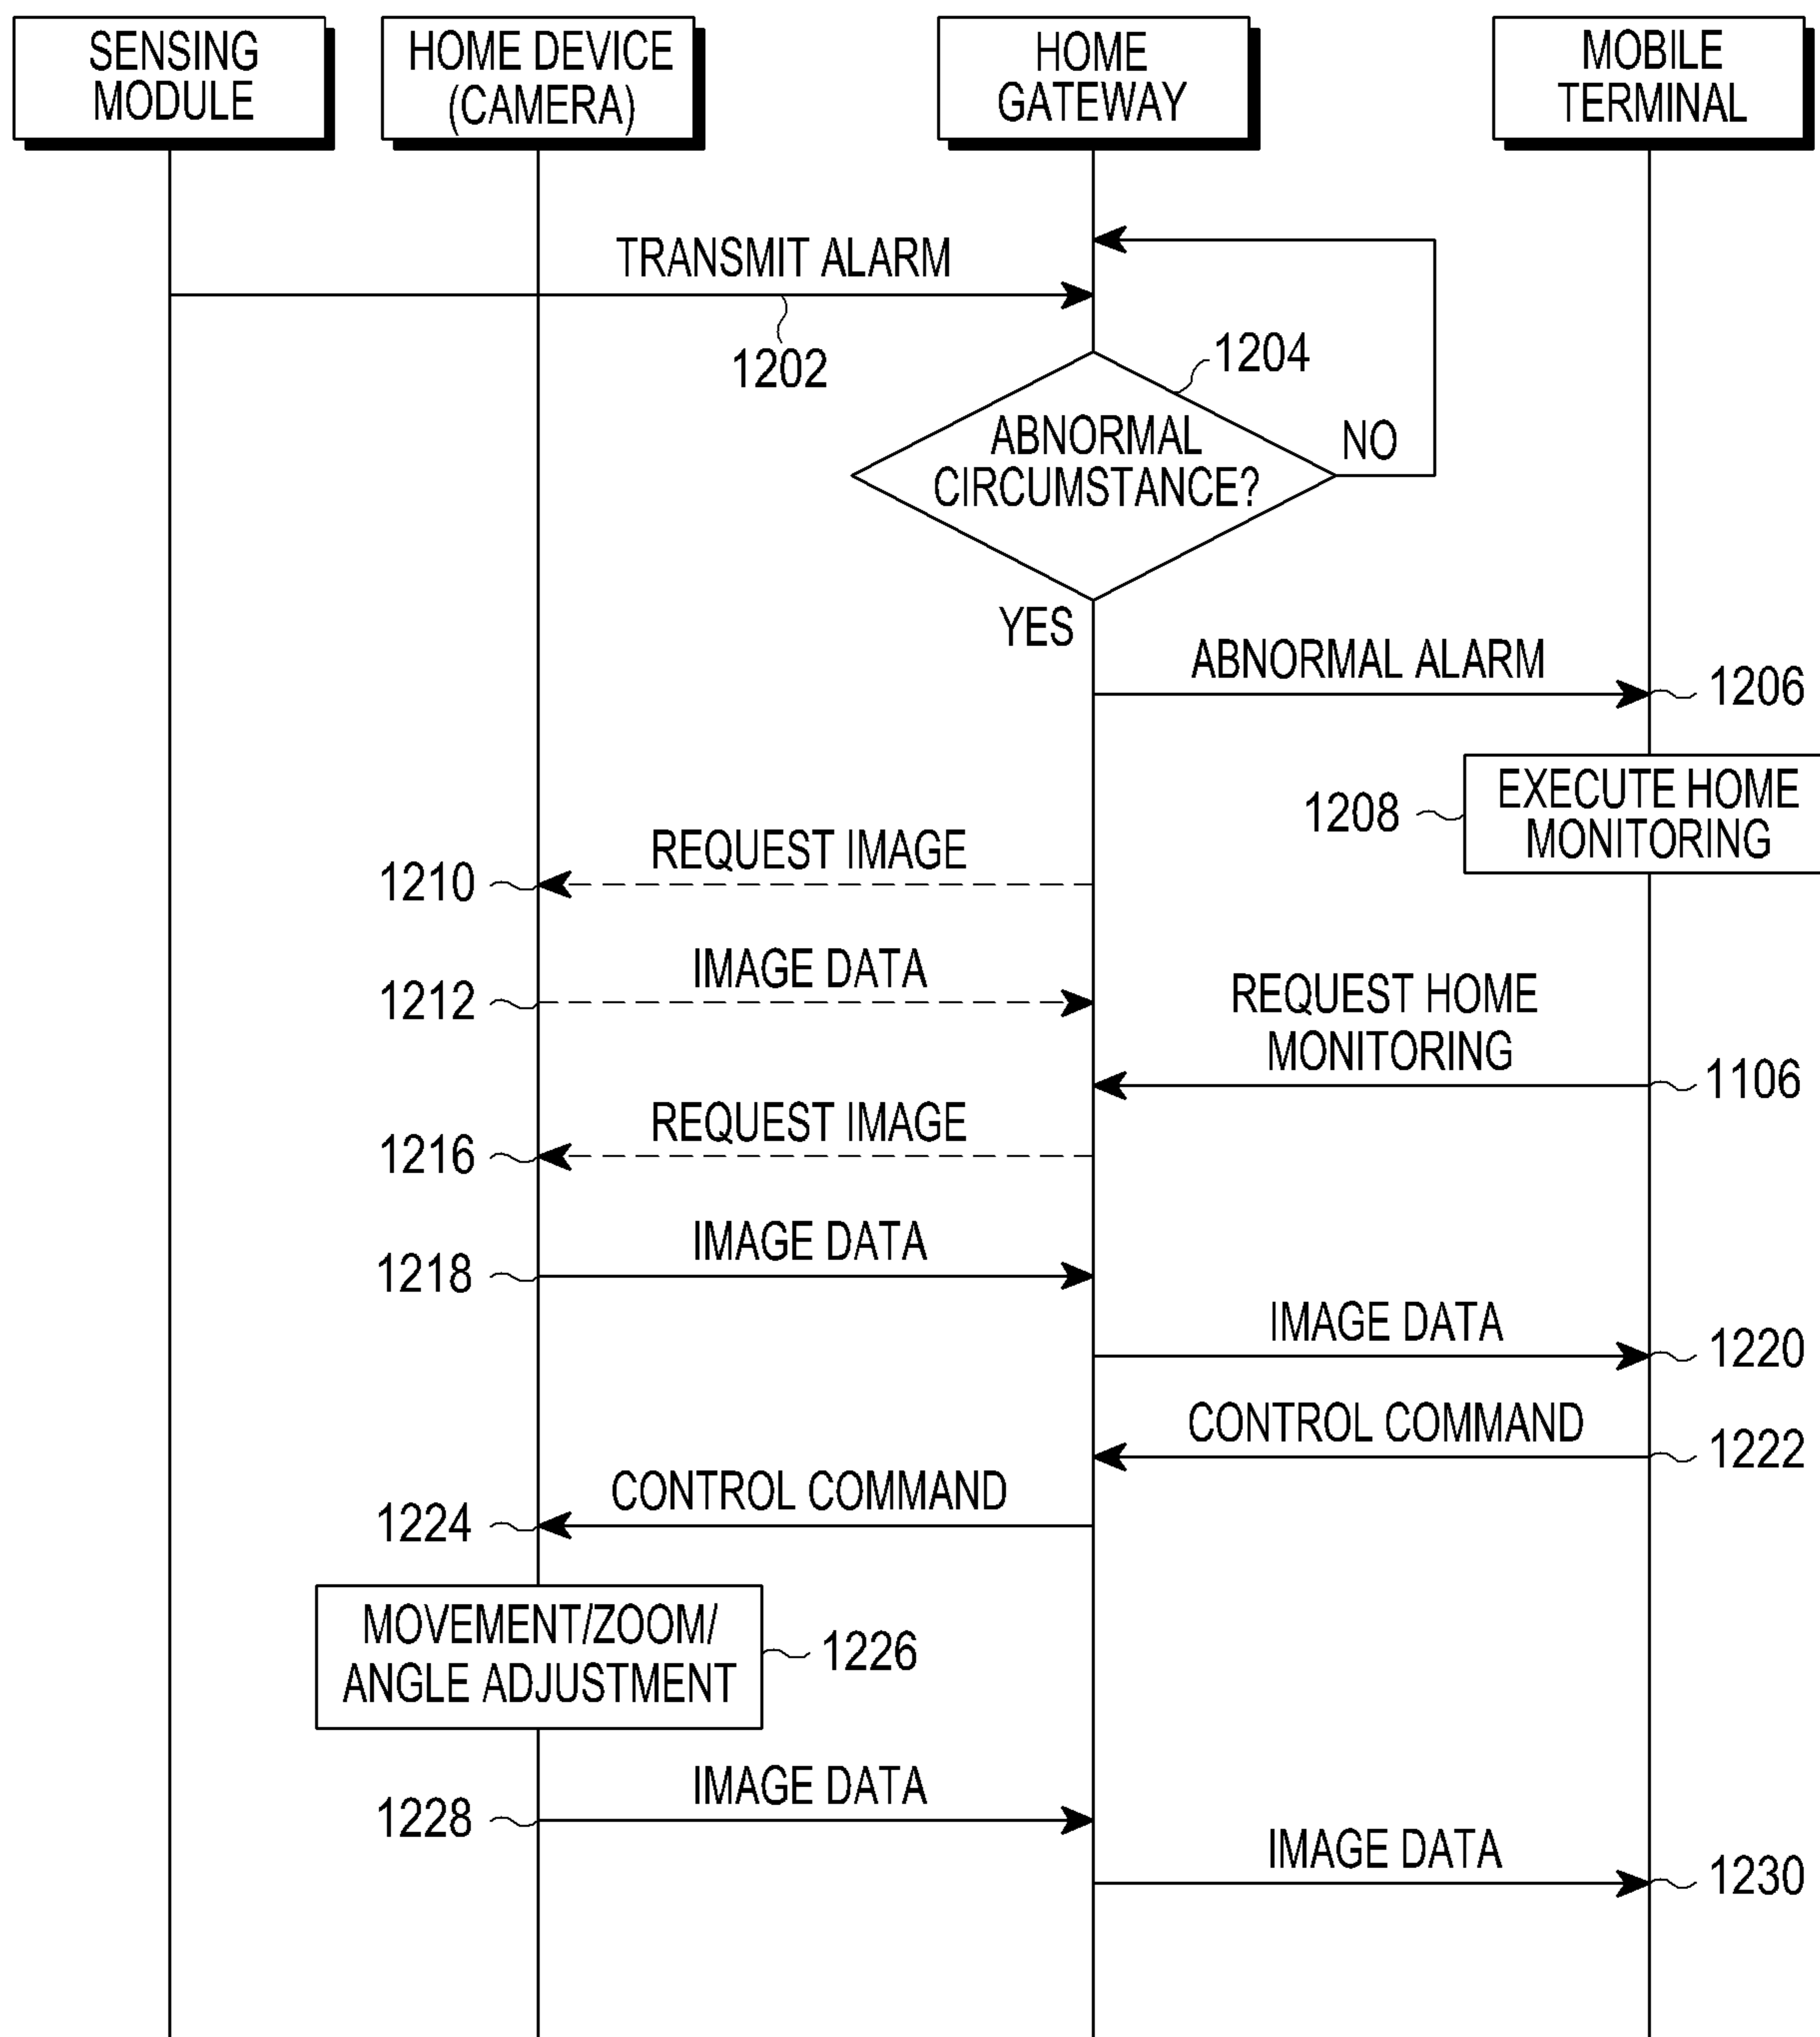 SENSING
MODULE
HOME DEVICE
(CAMERA)
HOME
GATEWAY
MOBILE
TERMINAL
TRANSMIT ALARM
1202
1204
ABNORMAL
CIRCUMSTANCE?
NO
YES
ABNORMAL ALARM
1206
EXECUTE HOME
MONITORING
1208
REQUEST IMAGE
1210
IMAGE DATA
1212
REQUEST HOME
MONITORING
1106
REQUEST IMAGE
1216
IMAGE DATA
1218
IMAGE DATA
1220
CONTROL COMMAND
1222
CONTROL COMMAND
1224
MOVEMENT/ZOOM/
ANGLE ADJUSTMENT
1226
IMAGE DATA
1228
IMAGE DATA
1230